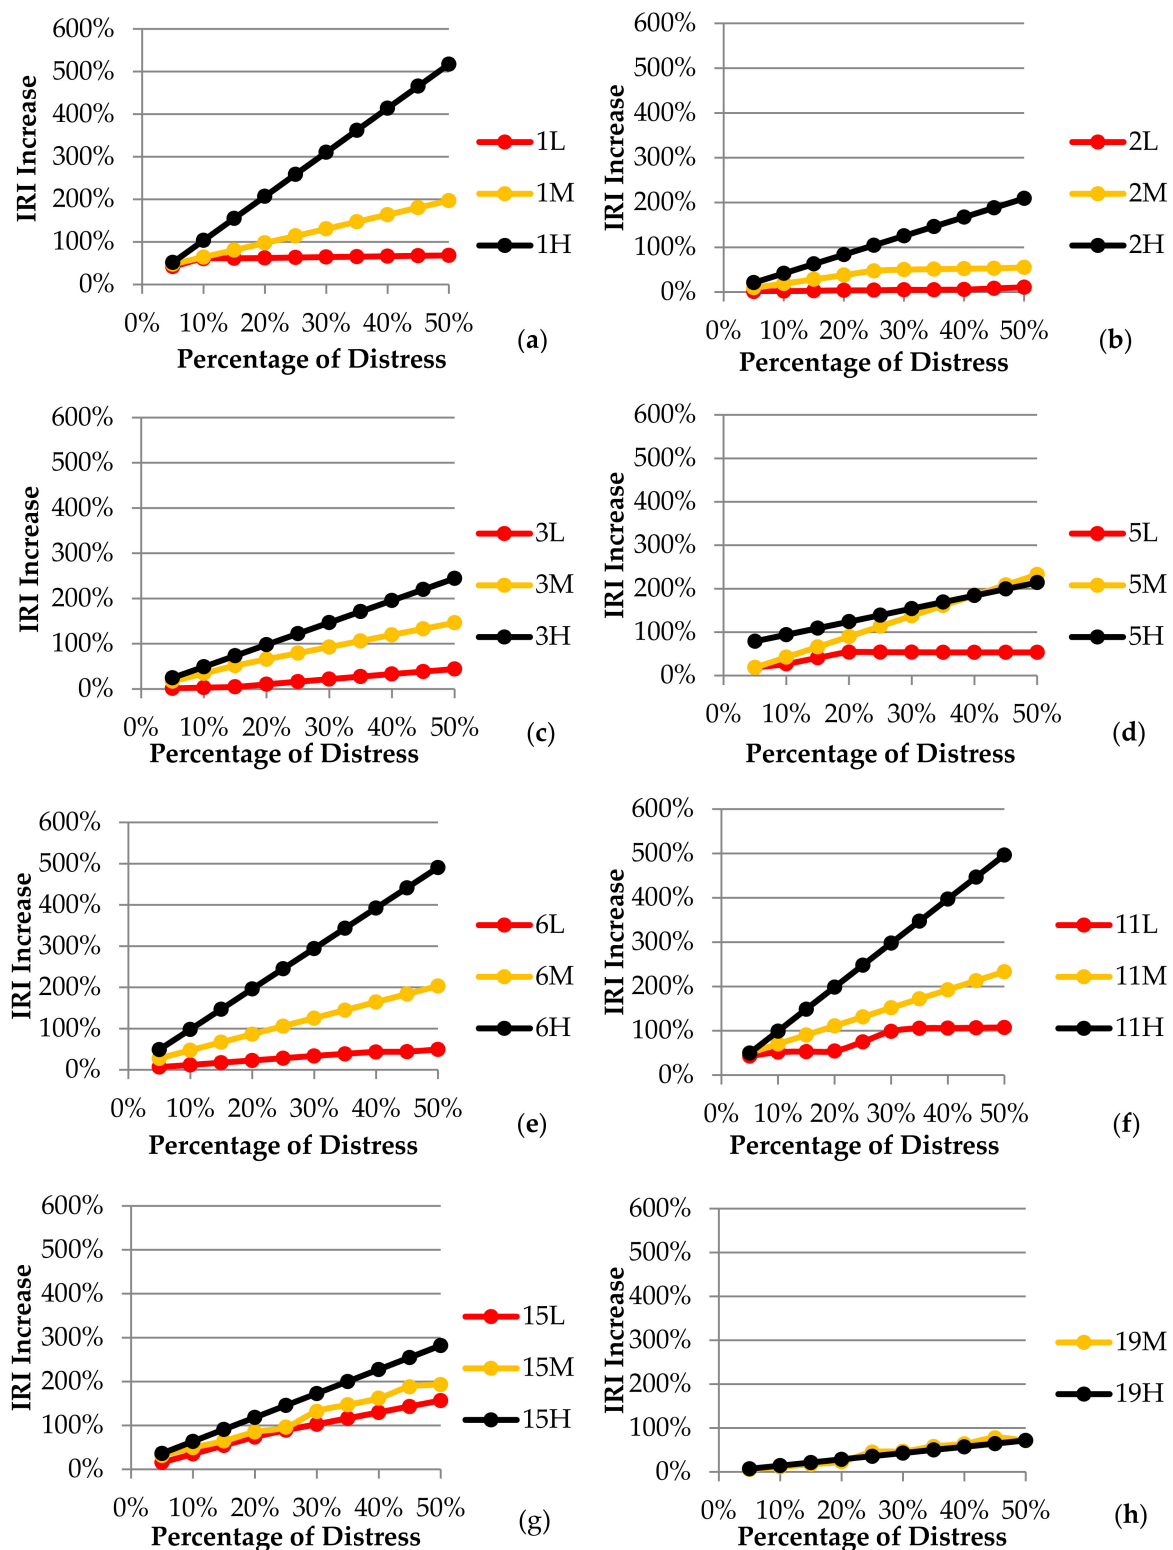 600%
500%
400%
300%
200%
100%
0%
IRI Increase
0% 10% 20% 30% 40% 50%
Percentage of Distress
1L
1M
1H
(a)
600%
500%
400%
300%
200%
100%
0%
IRI Increase
0% 10% 20% 30% 40% 50%
Percentage of Distress
2L
2M
2H
(b)
600%
500%
400%
300%
200%
100%
0%
IRI Increase
0% 10% 20% 30% 40% 50%
Percentage of Distress
3L
3M
3H
(c)
600%
500%
400%
300%
200%
100%
0%
IRI Increase
0% 10% 20% 30% 40% 50%
Percentage of Distress
5L
5M
5H
(d)
600%
500%
400%
300%
200%
100%
0%
IRI Increase
0% 10% 20% 30% 40% 50%
Percentage of Distress
6L
6M
6H
(e)
600%
500%
400%
300%
200%
100%
0%
IRI Increase
0% 10% 20% 30% 40% 50%
Percentage of Distress
11L
11M
11H
(f)
600%
500%
400%
300%
200%
100%
0%
IRI Increase
0% 10% 20% 30% 40% 50%
Percentage of Distress
15L
15M
15H
(g)
600%
500%
400%
300%
200%
100%
0%
IRI Increase
0% 10% 20% 30% 40% 50%
Percentage of Distress
19M
19H
(h)